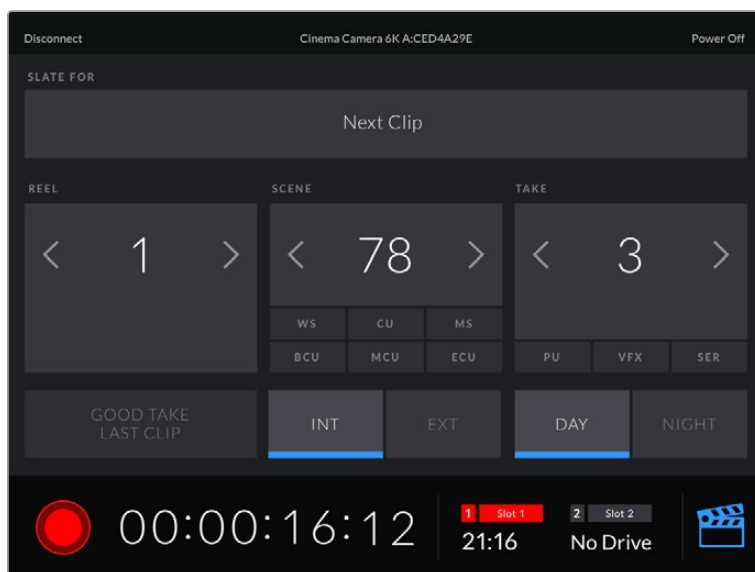 Disconnect Cinema Camera 6K A:CED4A29E Power Off
SLATE FOR
Next Clip
REEL SCENE TAKE
< 1 > < 78 > < 3 >
WS CU MS
BCU MCU ECU PU VFX SER
GOOD TAKE
LAST CLIP
INT EXT DAY NIGHT
00:00:16:12
1 Slot 1 2 Slot 2
21:16 No Drive